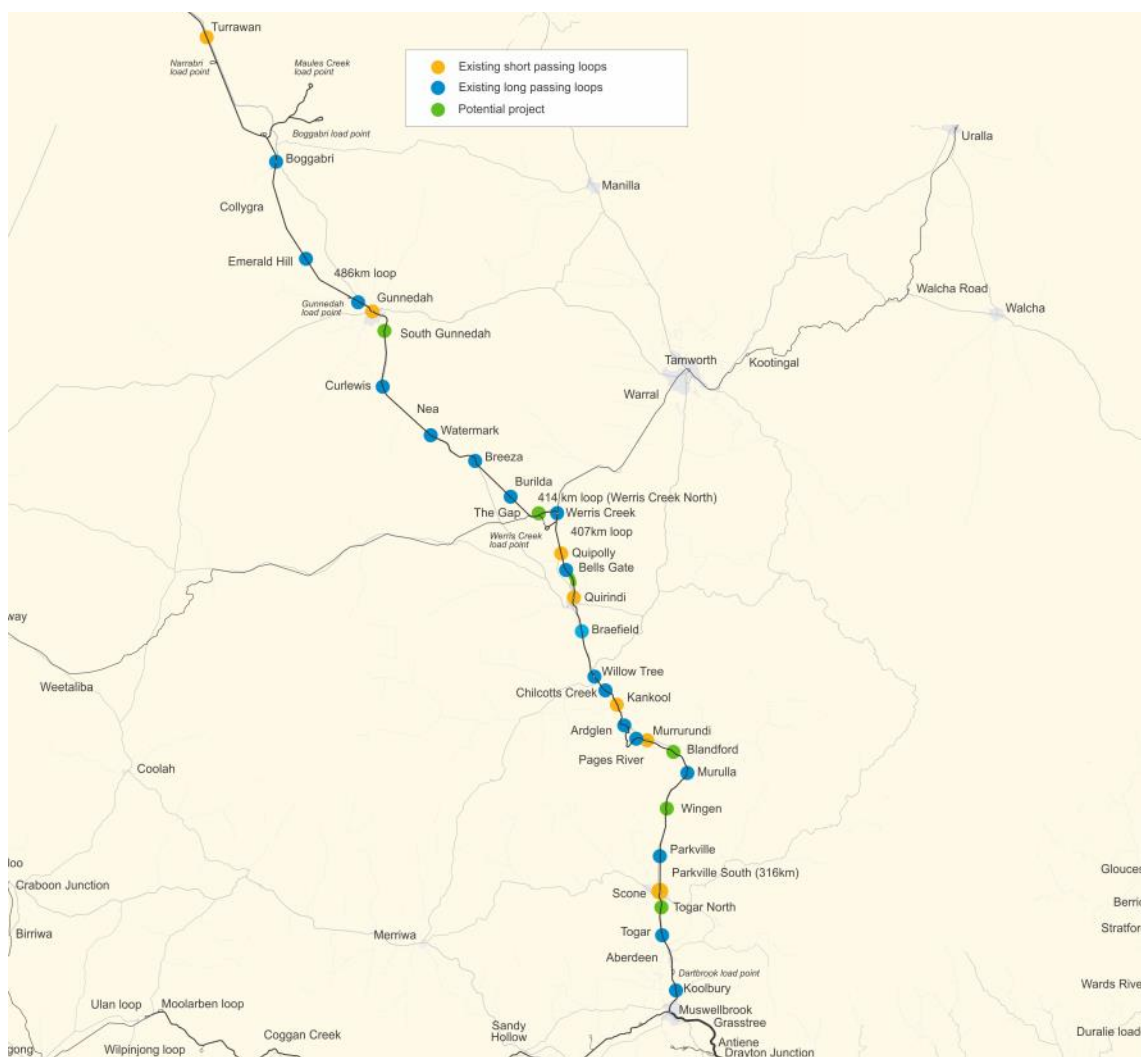 Turrawan
Existing short passing loops
Existing long passing loops
Potential project
Narrabri
load point
Maules Creek
load point
Boggabri load point
Uralla
Boggabri
Manilla
Collygra
Emerald Hill
486km loop
Gunnedah
load point
Gunnedah
South Gunnedah
Walcha Road
Walcha
Tamworth
Kootingal
Curlewis
Warral
Nea
Watermark
Breeza
Burilda
414 km loop (Werris Creek North)
The Gap
Werris Creek
Werris Creek
load point
407km loop
Quipolly
Bells Gate
Quirindi
way
Braefield
Willow Tree
Weetaliba
Chilcotts Creek
Kankool
Ardglen
Murrurundi
Blandford
Pages River
Murulla
Coolah
Wingen
Parkville
loo
Parkville South (316km)
Glouces
Craboon Junction
Scone
Togar North
Berric
Birriwa
Merriwa
Togar
Stratfor
Aberdeen
Dartbrook load point
Koolbury
Wards Rive
Ulan loop
Moolarben loop
Muswellbrook
Grasstree
Sandy
Hollow
Coggan Creek
Antiene
Duralie load
gong
Wilpinjong loop
Drayton Junction